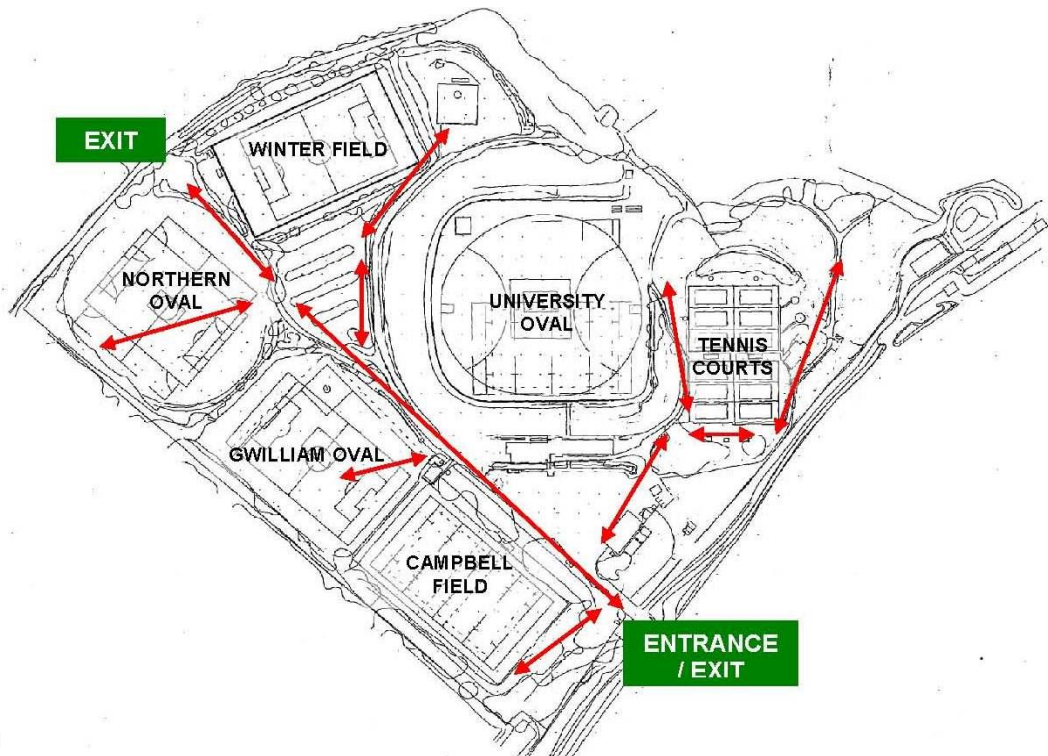 EXIT
WINTER FIELD
NORTHERN
OVAL
UNIVERSITY
OVAL
TENNIS
COURTS
GWILLIAM OVAL
CAMPBELL
FIELD
ENTRANCE
/ EXIT